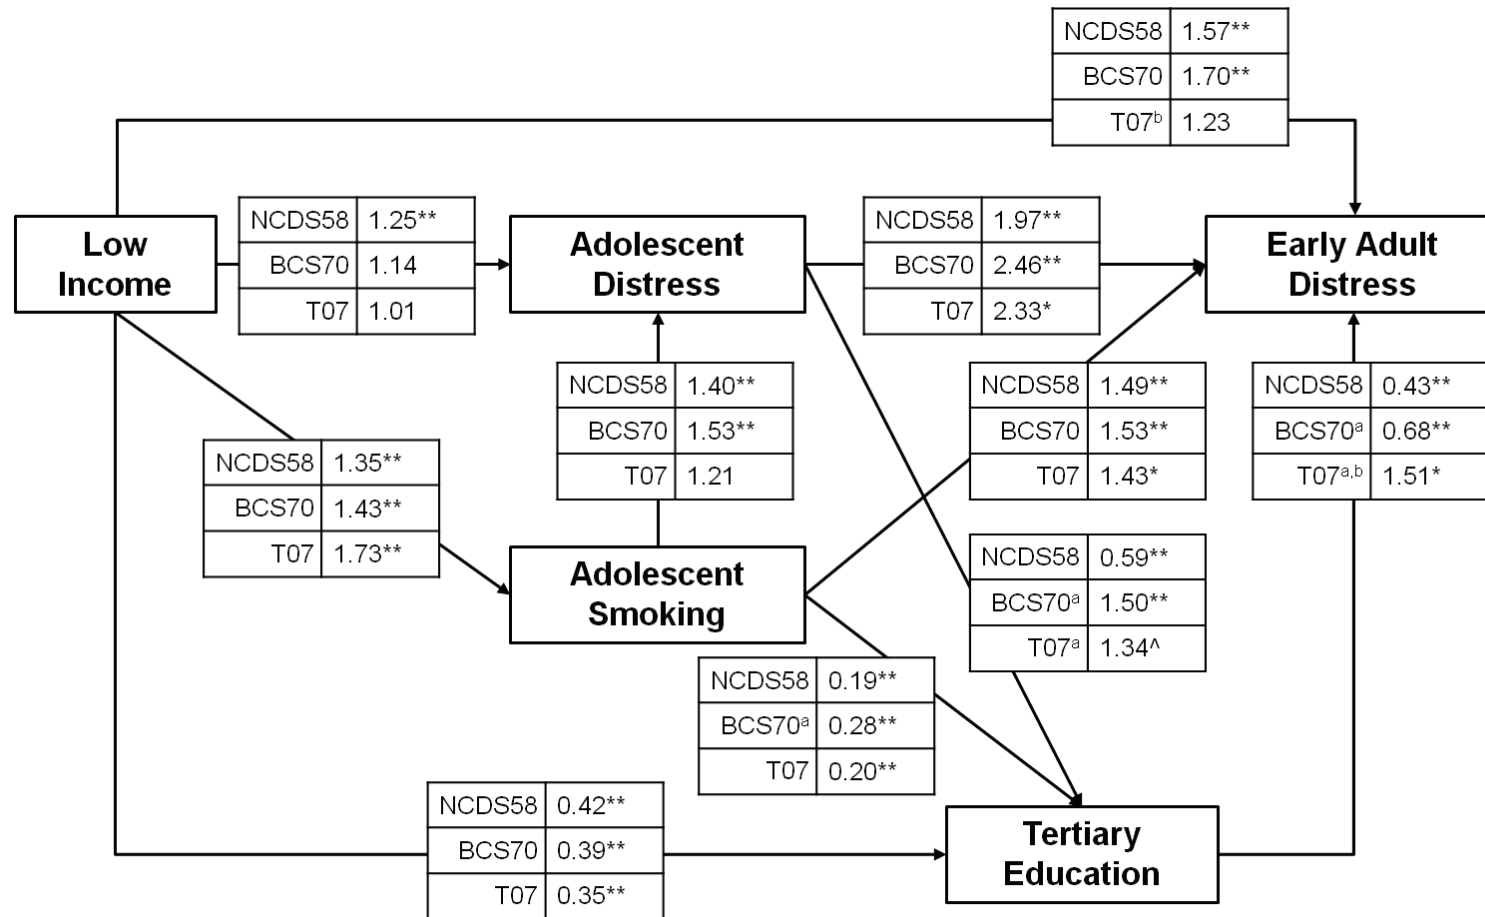 NCDS58 1.57**
BCS70 1.70**
T07ᵇ 1.23
Low
Income
NCDS58 1.25**
BCS70 1.14
T07 1.01
Adolescent
Distress
NCDS58 1.97**
BCS70 2.46**
T07 2.33*
Early Adult
Distress
NCDS58 1.40**
BCS70 1.53**
T07 1.21
NCDS58 1.49**
BCS70 1.53**
T07 1.43*
NCDS58 0.43**
BCS70ᵃ 0.68**
T07ᵃ,ᵇ 1.51*
NCDS58 1.35**
BCS70 1.43**
T07 1.73**
Adolescent
Smoking
NCDS58 0.59**
BCS70ᵃ 1.50**
T07ᵃ 1.34^
NCDS58 0.19**
BCS70ᵃ 0.28**
T07 0.20**
NCDS58 0.42**
BCS70 0.39**
T07 0.35**
Tertiary
Education